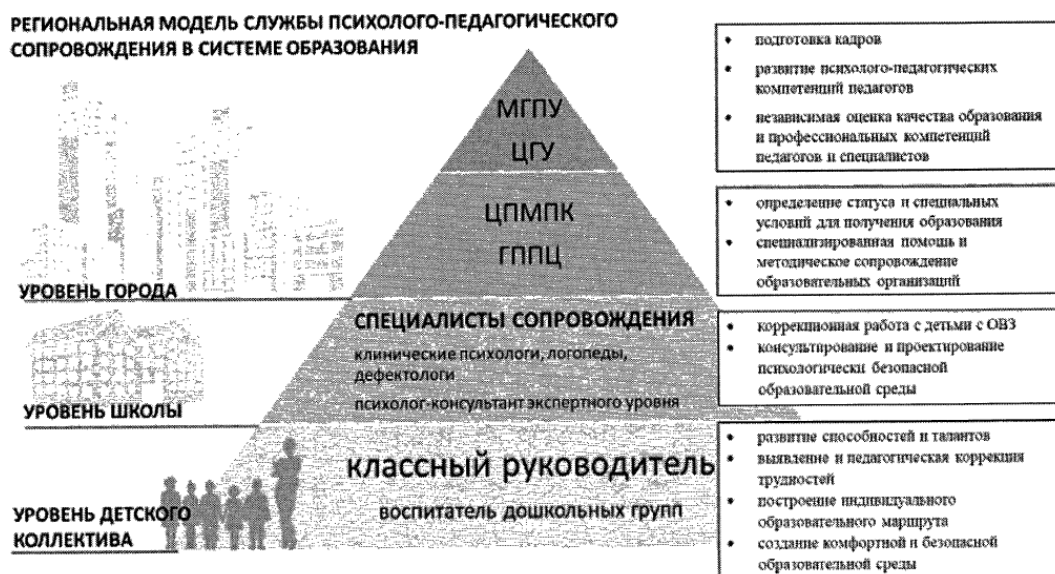 РЕГИОНАЛЬНАЯ МОДЕЛЬ СЛУЖБЫ ПСИХОЛОГО-ПЕДАГОГИЧЕСКОГО
СОПРОВОЖДЕНИЯ В СИСТЕМЕ ОБРАЗОВАНИЯ
МГПУ
ЦГУ
• подготовка кадров
• развитие психолого-педагогических
компетенций педагогов
• независимая оценка качества образования
и профессиональных компетенций
педагогов и специалистов
УРОВЕНЬ ГОРОДА
ЦПМПК
ГППЦ
• определение статуса и специальных
условий для получения образования
• специализированная помощь и
методическое сопровождение
образовательных организаций
УРОВЕНЬ ШКОЛЫ
СПЕЦИАЛИСТЫ СОПРОВОЖДЕНИЯ
клинические психологи, логопеды,
дефектологи
психолог-консультант экспертного уровня
• коррекционная работа с детьми с ОВЗ
• консультирование и проектирование
психологически безопасной
образовательной среды
УРОВЕНЬ ДЕТСКОГО
КОЛЛЕКТИВА
классный руководитель
воспитатель дошкольных групп
• развитие способностей и талантов
• выявление и педагогическая коррекция
трудностей
• построение индивидуального
образовательного маршрута
• создание комфортной и безопасной
образовательной среды